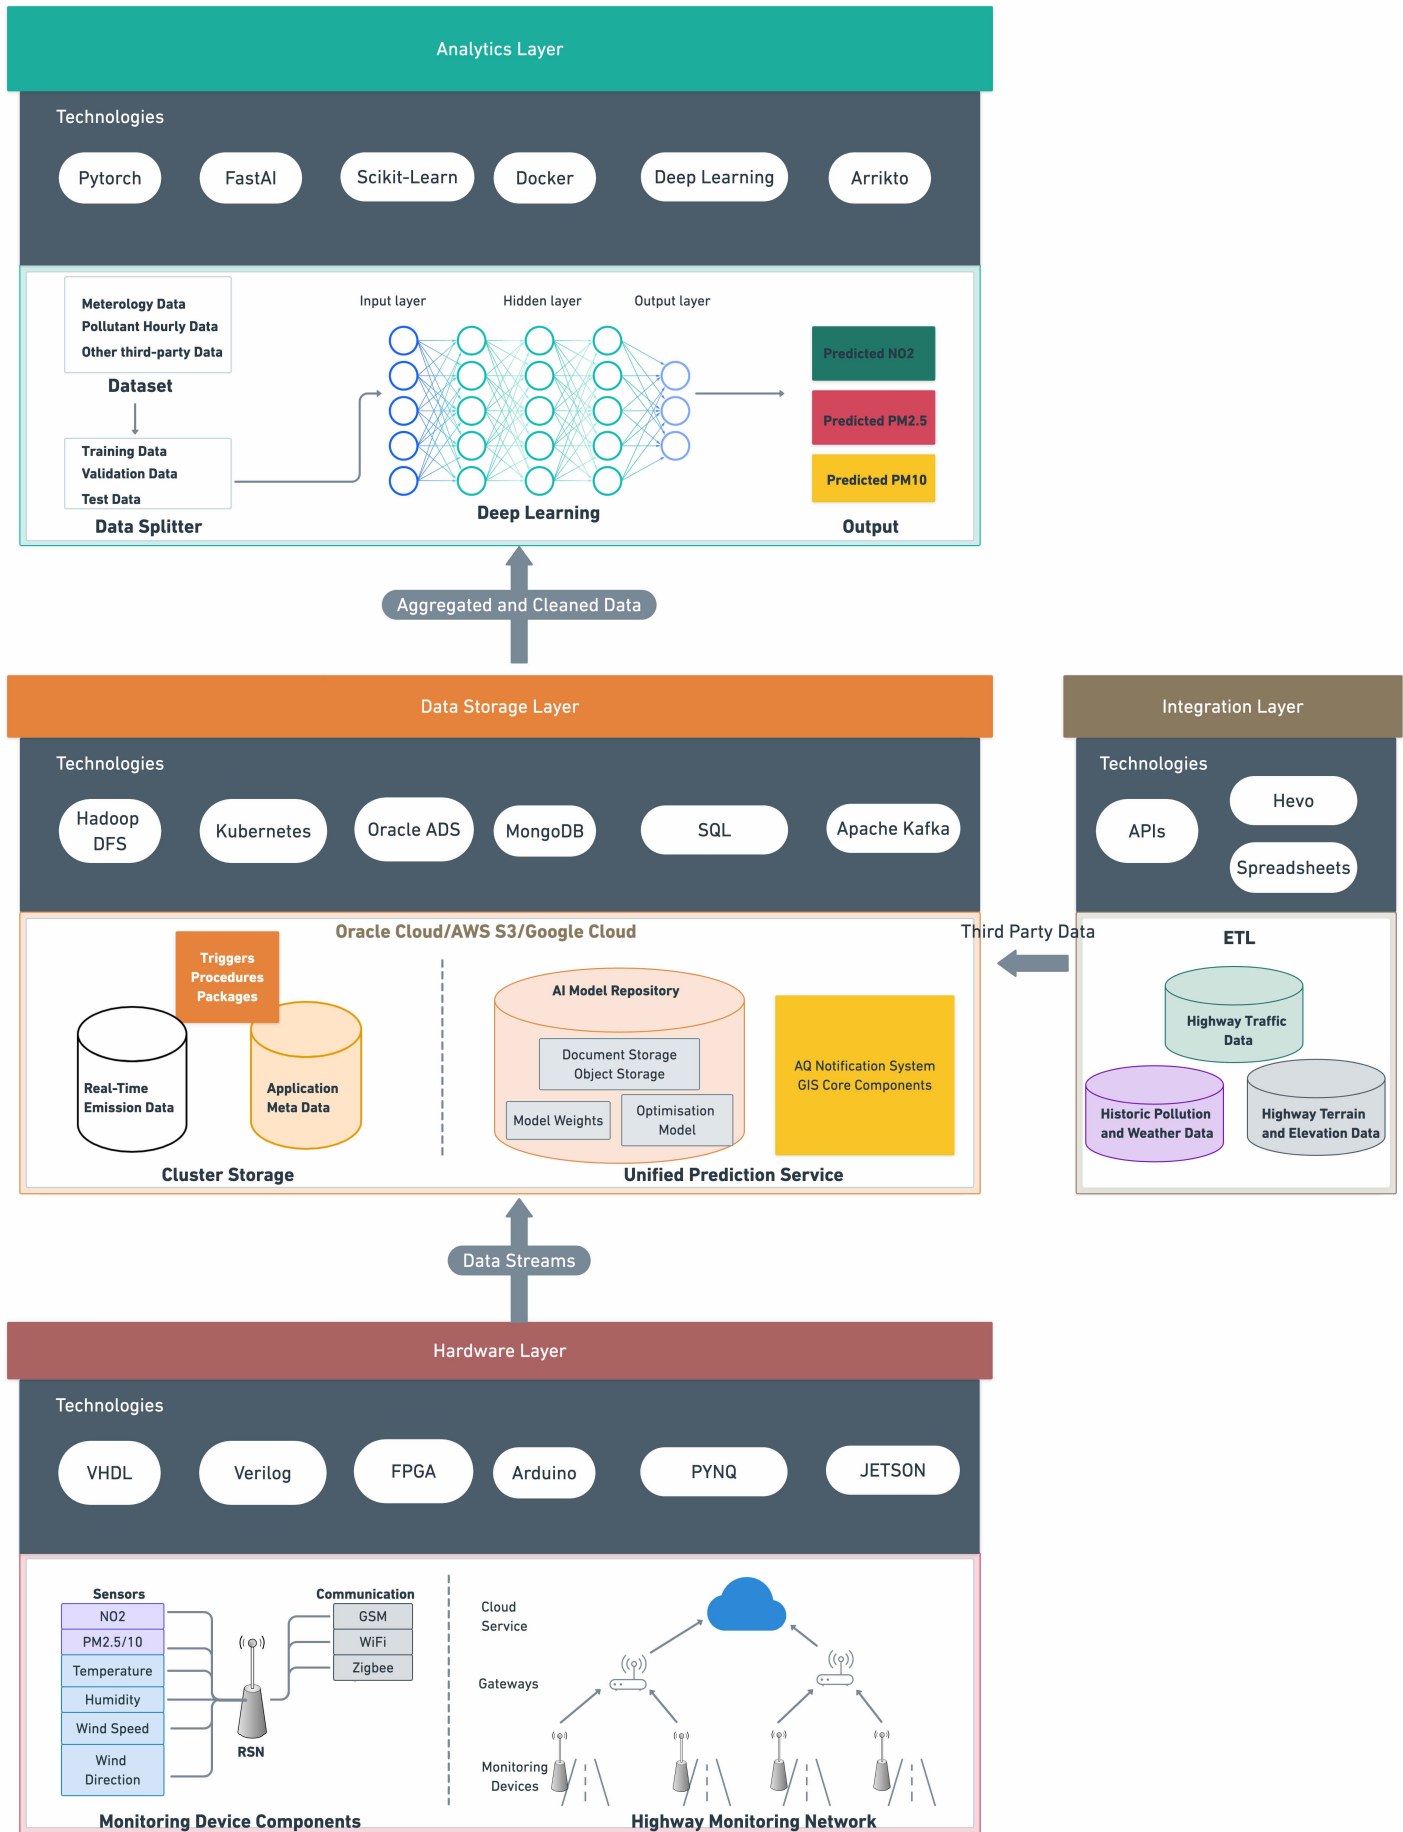 Analytics Layer
Technologies
Pytorch
FastAI
Scikit-Learn
Docker
Deep Learning
Arrikto
Meterology Data
Pollutant Hourly Data
Other third-party Data
Dataset
Training Data
Validation Data
Test Data
Data Splitter
Input layer
Hidden layer
Output layer
Deep Learning
Predicted NO2
Predicted PM2.5
Predicted PM10
Output
Aggregated and Cleaned Data
Data Storage Layer
Technologies
Hadoop
DFS
Kubernetes
Oracle ADS
MongoDB
SQL
Apache Kafka
Oracle Cloud/AWS S3/Google Cloud
Triggers
Procedures
Packages
Real-Time
Emission Data
Application
Meta Data
Cluster Storage
AI Model Repository
Document Storage
Object Storage
Model Weights
Optimisation
Model
AQ Notification System
GIS Core Components
Unified Prediction Service
Third Party Data
Integration Layer
Technologies
APIs
Hevo
Spreadsheets
ETL
Highway Traffic
Data
Historic Pollution
and Weather Data
Highway Terrain
and Elevation Data
Data Streams
Hardware Layer
Technologies
VHDL
Verilog
FPGA
Arduino
PYNQ
JETSON
Sensors
NO2
PM2.5/10
Temperature
Humidity
Wind Speed
Wind
Direction
RSN
Communication
GSM
WiFi
Zigbee
Monitoring Device Components
Cloud
Service
Gateways
Monitoring
Devices
Highway Monitoring Network